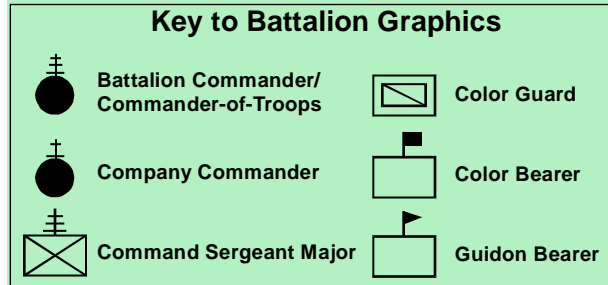 Key to Battalion Graphics
Battalion Commander/
Commander-of-Troops
Color Guard
Company Commander
Color Bearer
Command Sergeant Major
Guidon Bearer